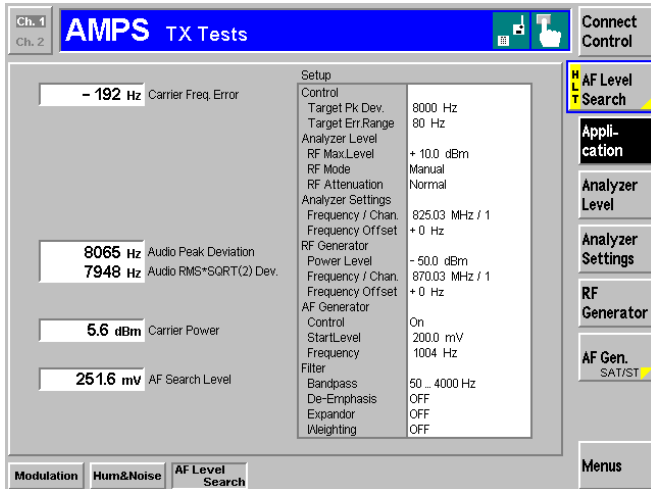 Ch. 1
Ch. 2
AMPS TX Tests
Connect Control
- 192 Hz Carrier Freq. Error
8065 Hz Audio Peak Deviation
7948 Hz Audio RMS*SQRT(2) Dev.
5.6 dBm Carrier Power
251.6 mV AF Search Level
Setup
Control
Target Pk Dev. 8000 Hz
Target Err.Range 80 Hz
Analyzer Level
RF Max.Level + 10.0 dBm
RF Mode Manual
RF Attenuation Normal
Analyzer Settings
Frequency / Chan. 825.03 MHz / 1
Frequency Offset + 0 Hz
RF Generator
Power Level - 50.0 dBm
Frequency / Chan. 870.03 MHz / 1
Frequency Offset + 0 Hz
AF Generator
Control On
StartLevel 200.0 mV
Frequency 1004 Hz
Filter
Bandpass 50 ... 4000 Hz
De-Emphasis OFF
Expandor OFF
Weighting OFF
HLT
AF Level
Search
Appli-
cation
Analyzer
Level
Analyzer
Settings
RF
Generator
AF Gen.
SAT/ST
Menus
Modulation
Hum&Noise
AF Level
Search